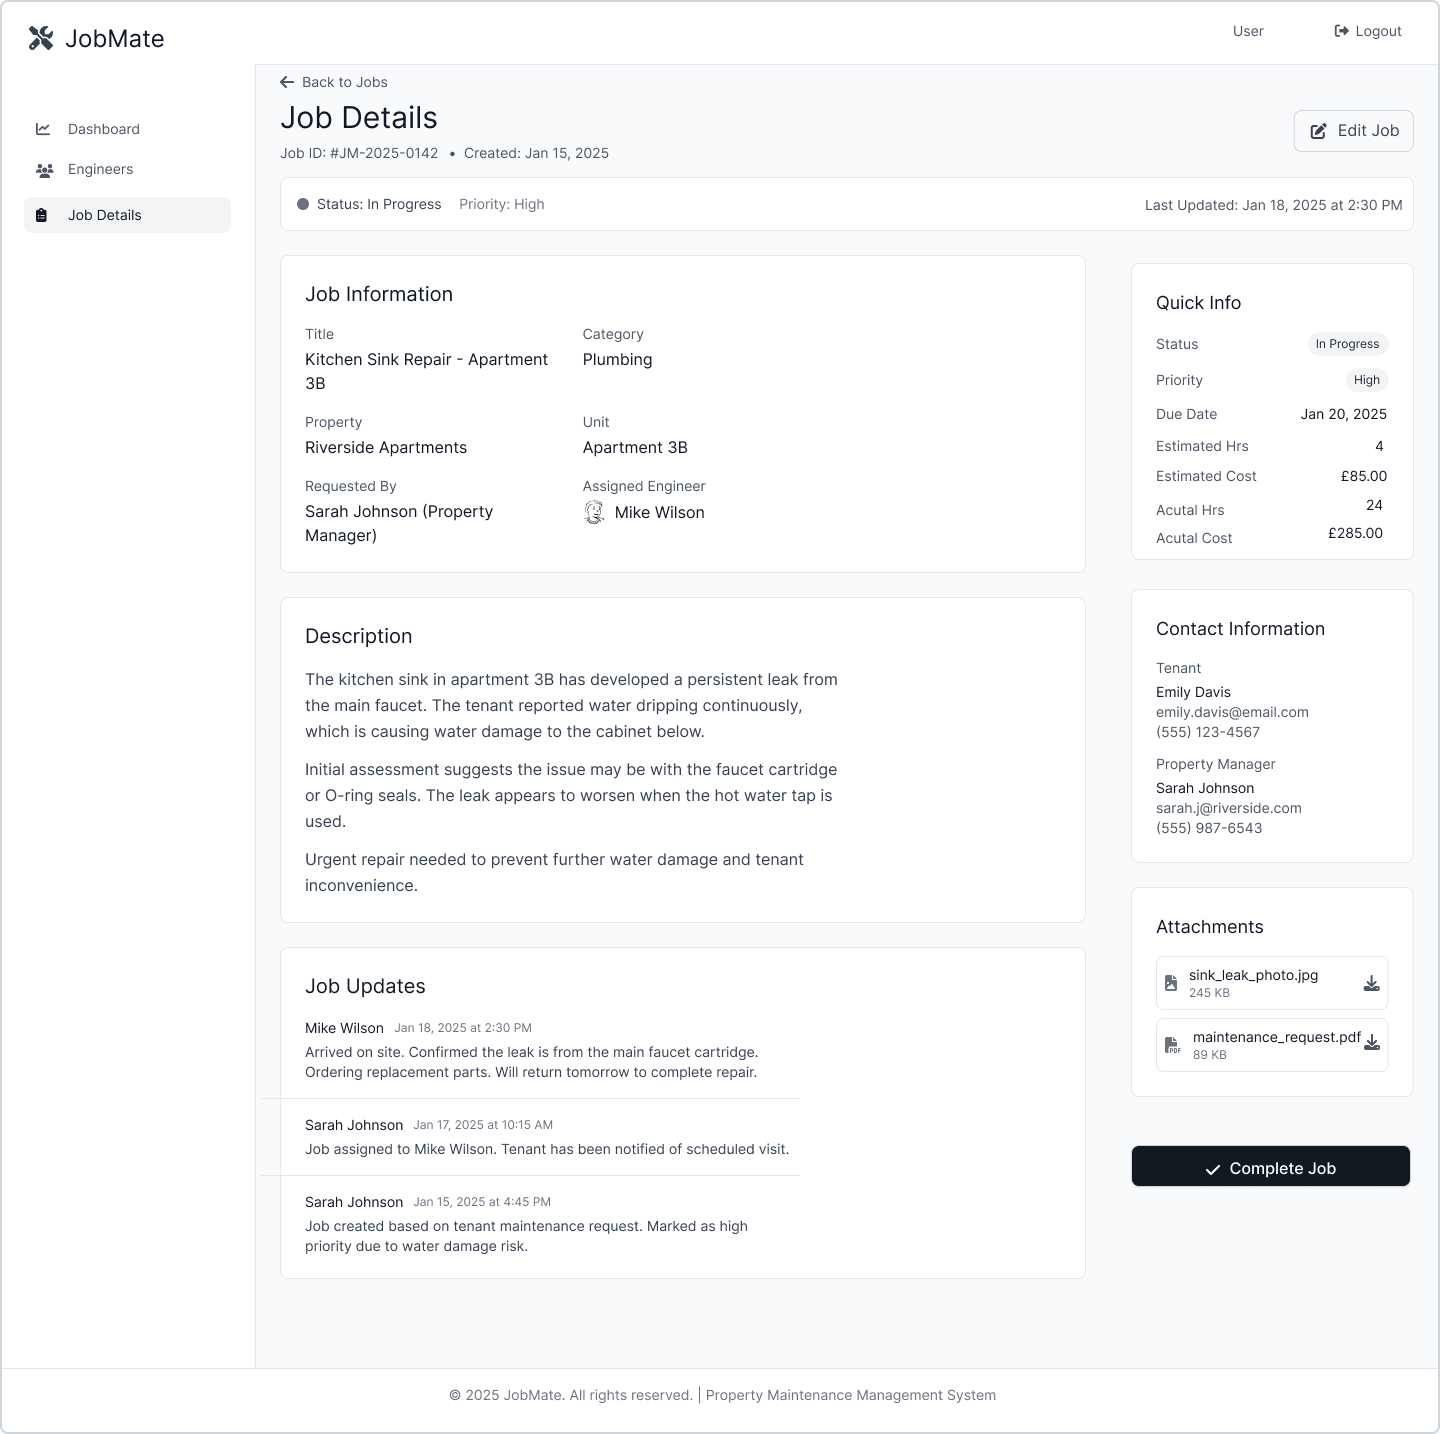 JobMate
User
Logout
Dashboard
Engineers
Job Details
Back to Jobs
Job Details
Job ID: #JM-2025-0142 • Created: Jan 15, 2025
Edit Job
Status: In Progress Priority: High
Last Updated: Jan 18, 2025 at 2:30 PM
Job Information
Title
Kitchen Sink Repair - Apartment
3B
Category
Plumbing
Property
Riverside Apartments
Unit
Apartment 3B
Requested By
Sarah Johnson (Property
Manager)
Assigned Engineer
Mike Wilson
Description
The kitchen sink in apartment 3B has developed a persistent leak from
the main faucet. The tenant reported water dripping continuously,
which is causing water damage to the cabinet below.
Initial assessment suggests the issue may be with the faucet cartridge
or O-ring seals. The leak appears to worsen when the hot water tap is
used.
Urgent repair needed to prevent further water damage and tenant
inconvenience.
Job Updates
Mike Wilson Jan 18, 2025 at 2:30 PM
Arrived on site. Confirmed the leak is from the main faucet cartridge.
Ordering replacement parts. Will return tomorrow to complete repair.
Sarah Johnson Jan 17, 2025 at 10:15 AM
Job assigned to Mike Wilson. Tenant has been notified of scheduled visit.
Sarah Johnson Jan 15, 2025 at 4:45 PM
Job created based on tenant maintenance request. Marked as high
priority due to water damage risk.
Quick Info
Status In Progress
Priority High
Due Date Jan 20, 2025
Estimated Hrs 4
Estimated Cost £85.00
Acutal Hrs 24
Acutal Cost £285.00
Contact Information
Tenant
Emily Davis
emily.davis@email.com
(555) 123-4567
Property Manager
Sarah Johnson
sarah.j@riverside.com
(555) 987-6543
Attachments
sink_leak_photo.jpg
245 KB
PDF
maintenance_request.pdf
89 KB
Complete Job
© 2025 JobMate. All rights reserved. | Property Maintenance Management System